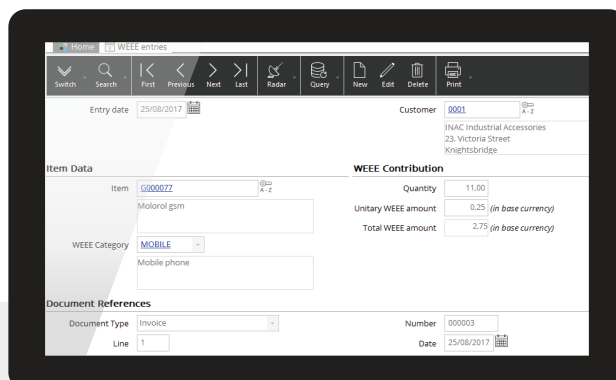 Home WEEE entries
Switch Search First Previous Next Last Radar Query New Edit Delete Print
Entry date 25/08/2017 Customer 0001 A-Z
INAC Industrial Accessories
23, Victoria Street
Knightsbridge
Item Data WEEE Contribution
Item G000077 A-Z Quantity 11,00
Molorol gsm Unitary WEEE amount 0,25 (in base currency)
Total WEEE amount 2,75 (in base currency)
WEEE Category MOBILE
Mobile phone
Document References
Document Type Invoice Number 000003
Line 1 Date 25/08/2017